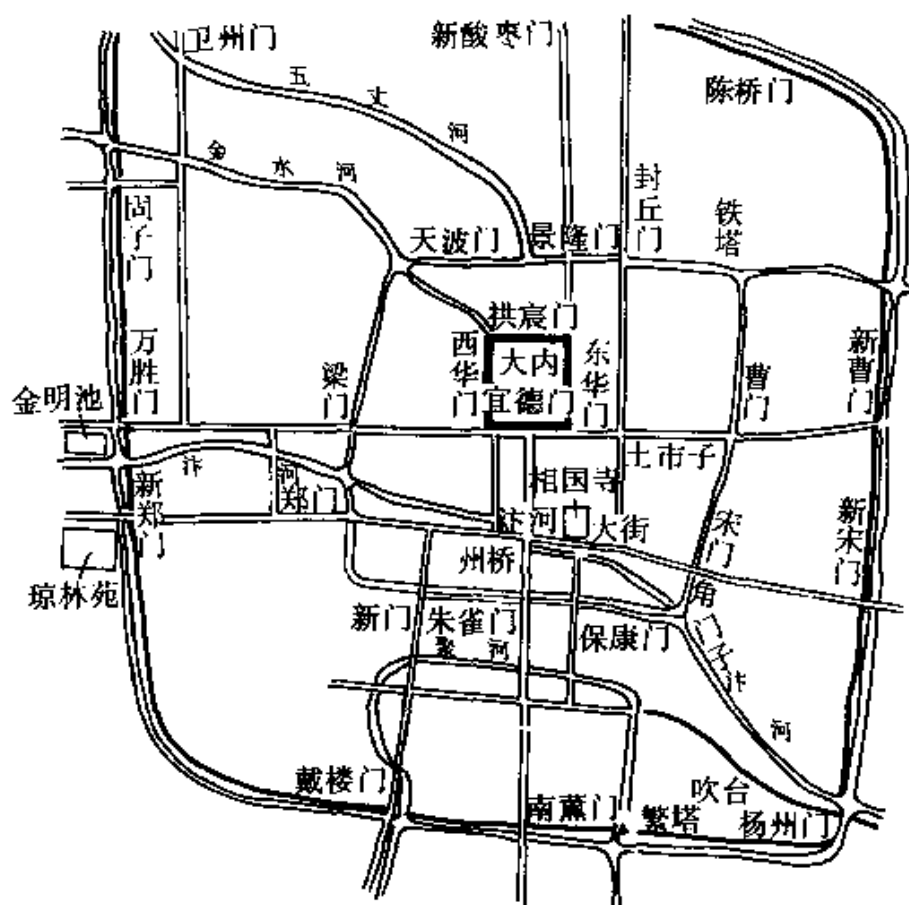 卫州门
新酸枣门
陈桥门
五丈河
金水河
固子门
封丘门
铁塔
天波门
景隆门
拱宸门
西华门
大内
东华门
宜德门
万胜门
梁门
曹门
新曹门
金明池
汴河
土市子
新郑门
郑门
相国寺
汴河大街
宋门
新宋门
州桥
琼林苑
新门
朱雀门
保康门
角门子
汴河
蔡河
戴楼门
南薰门
繁塔
吹台
杨州门